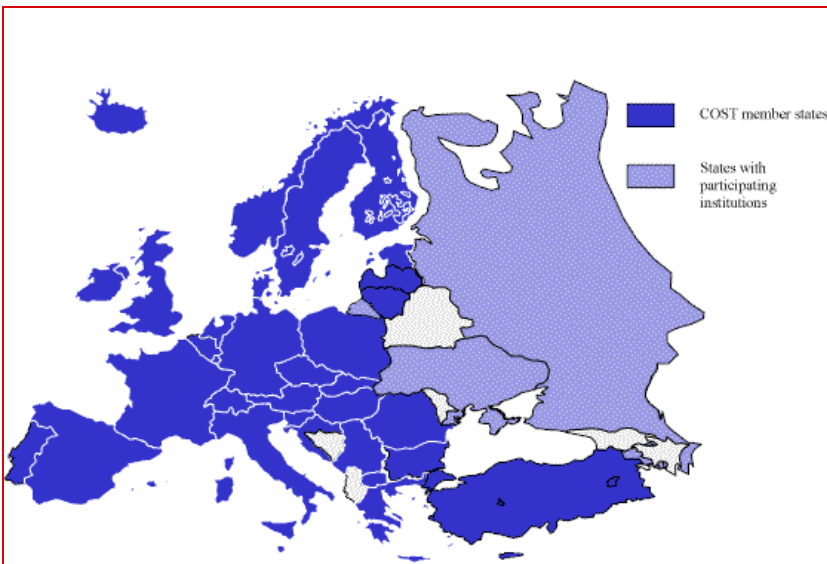 COST member states
States with
participating
institutions